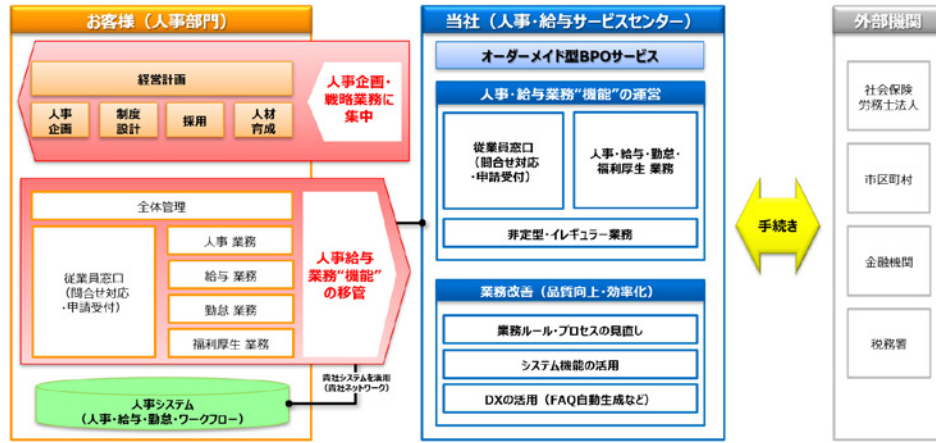 お客様（人事部門）
経営計画
人事
企画
制度
設計
採用
人材
育成
人事企画・
戦略業務に
集中
全体管理
従業員窓口
（問合せ対応
・申請受付）
人事 業務
給与 業務
勤怠 業務
福利厚生 業務
人事給与
業務“機能”
の移管
貴社システムを活用
（貴社ネットワーク）
人事システム
（人事・給与・勤怠・ワークフロー）
当社（人事・給与サービスセンター）
オーダーメイド型BPOサービス
人事・給与業務“機能”の運営
従業員窓口
（問合せ対応
・申請受付）
人事・給与・勤怠・
福利厚生 業務
非定型・イレギュラー業務
業務改善（品質向上・効率化）
業務ルール・プロセスの見直し
システム機能の活用
DXの活用（FAQ自動生成など）
手続き
外部機関
社会保険
労務士法人
市区町村
金融機関
税務署